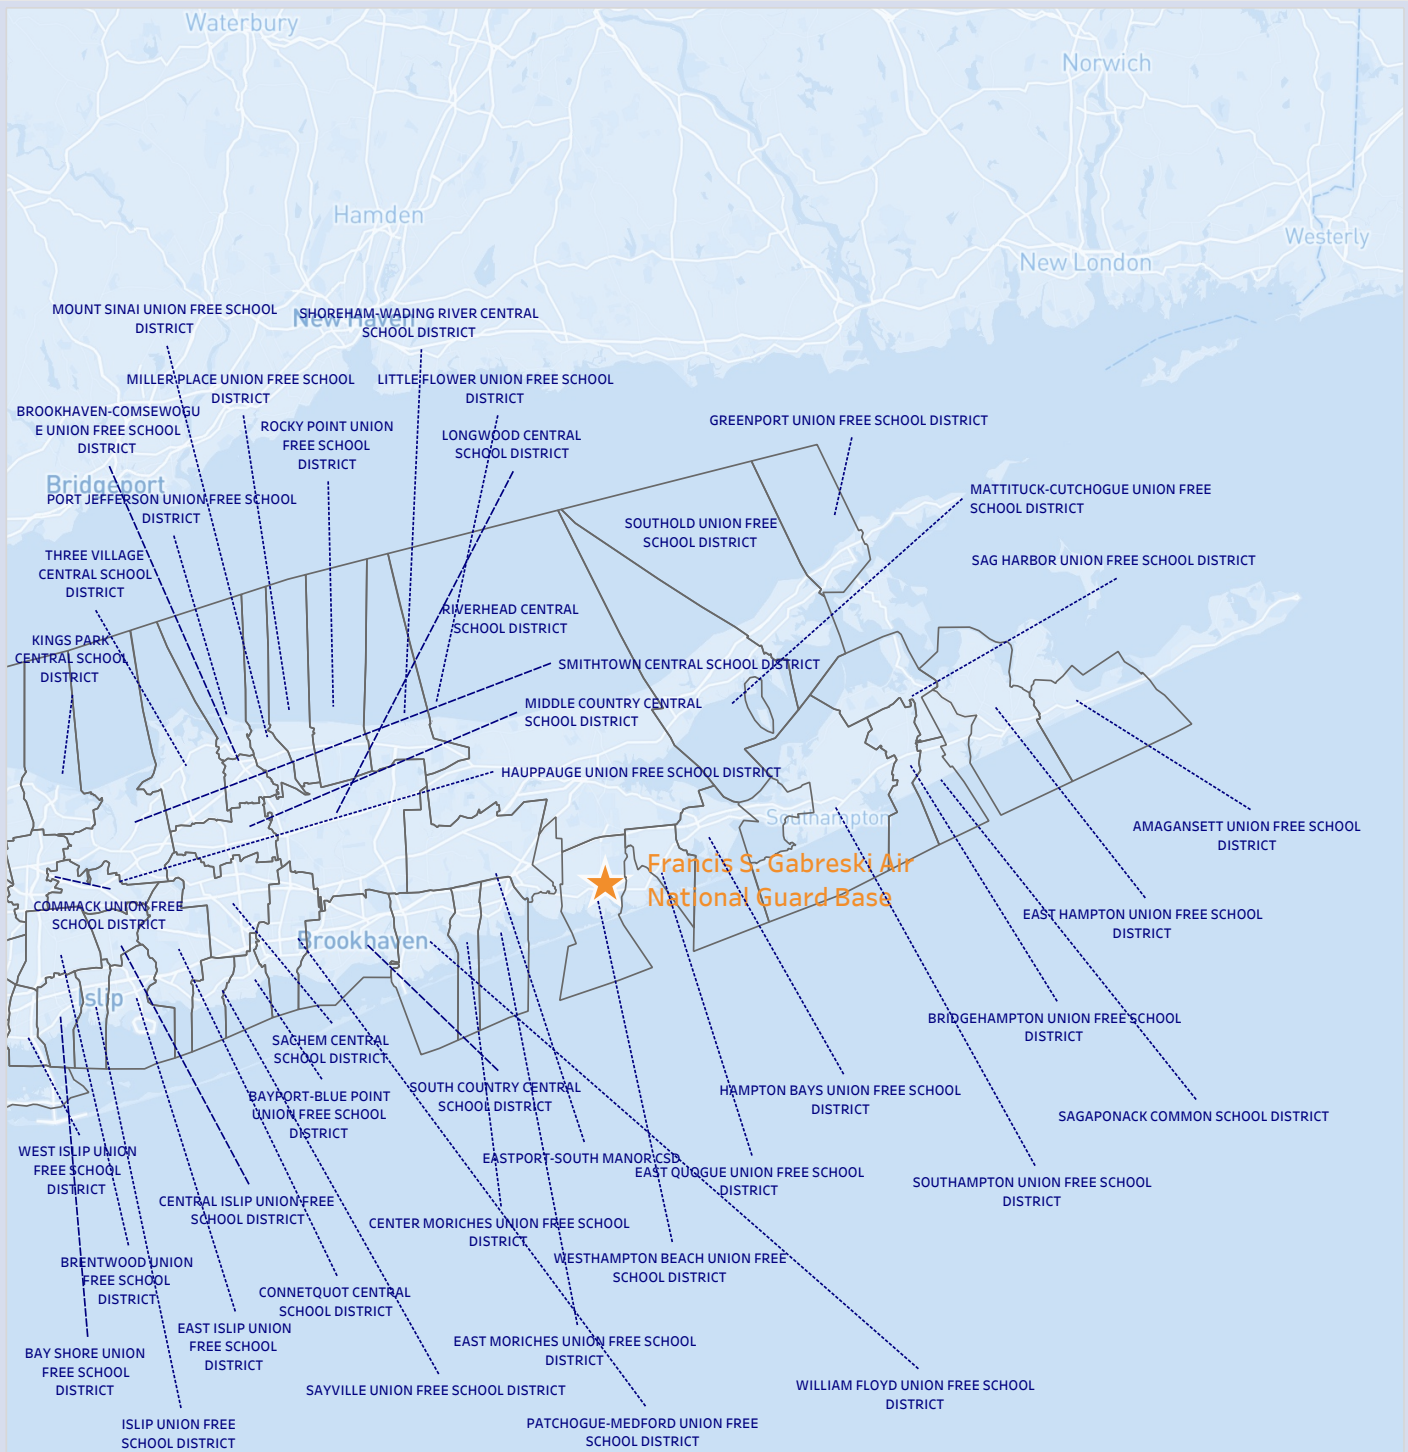 Waterbury
Norwich
Hamden
Westerly
New London
MOUNT SINAI UNION FREE SCHOOL
DISTRICT
New Haven
SHOREHAM-WADING RIVER CENTRAL
SCHOOL DISTRICT
MILLER PLACE UNION FREE SCHOOL
DISTRICT
LITTLE FLOWER UNION FREE SCHOOL
DISTRICT
BROOKHAVEN-COMSEWOGU
E UNION FREE SCHOOL
DISTRICT
ROCKY POINT UNION
FREE SCHOOL
DISTRICT
LONGWOOD CENTRAL
SCHOOL DISTRICT
GREENPORT UNION FREE SCHOOL DISTRICT
Bridgeport
PORT JEFFERSON UNION FREE SCHOOL
DISTRICT
MATTITUCK-CUTCHOGUE UNION FREE
SCHOOL DISTRICT
SOUTHOLD UNION FREE
SCHOOL DISTRICT
THREE VILLAGE
CENTRAL SCHOOL
DISTRICT
SAG HARBOR UNION FREE SCHOOL DISTRICT
RIVERHEAD CENTRAL
SCHOOL DISTRICT
KINGS PARK
CENTRAL SCHOOL
DISTRICT
SMITHTOWN CENTRAL SCHOOL DISTRICT
MIDDLE COUNTRY CENTRAL
SCHOOL DISTRICT
HAUPPAUGE UNION FREE SCHOOL DISTRICT
Southampton
AMAGANSETT UNION FREE SCHOOL
DISTRICT
Francis S. Gabreski Air
National Guard Base
COMMACK UNION FREE
SCHOOL DISTRICT
EAST HAMPTON UNION FREE SCHOOL
DISTRICT
Brookhaven
Islip
BRIDGEHAMPTON UNION FREE SCHOOL
DISTRICT
SACHEM CENTRAL
SCHOOL DISTRICT
SOUTH COUNTRY CENTRAL
SCHOOL DISTRICT
HAMPTON BAYS UNION FREE SCHOOL
DISTRICT
BAYPORT-BLUE POINT
UNION FREE SCHOOL
DISTRICT
SAGAPONACK COMMON SCHOOL DISTRICT
WEST ISLIP UNION
FREE SCHOOL
DISTRICT
EASTPORT-SOUTH MANOR CSD
EAST QUOGUE UNION FREE SCHOOL
DISTRICT
SOUTHAMPTON UNION FREE SCHOOL
DISTRICT
CENTRAL ISLIP UNION FREE
SCHOOL DISTRICT
CENTER MORICHES UNION FREE SCHOOL
DISTRICT
BRENTWOOD UNION
FREE SCHOOL
DISTRICT
WESTHAMPTON BEACH UNION FREE
SCHOOL DISTRICT
CONNETQUOT CENTRAL
SCHOOL DISTRICT
EAST ISLIP UNION
FREE SCHOOL
DISTRICT
EAST MORICHES UNION FREE SCHOOL
DISTRICT
BAY SHORE UNION
FREE SCHOOL
DISTRICT
SAYVILLE UNION FREE SCHOOL DISTRICT
WILLIAM FLOYD UNION FREE SCHOOL
DISTRICT
ISLIP UNION FREE
SCHOOL DISTRICT
PATCHOGUE-MEDFORD UNION FREE
SCHOOL DISTRICT